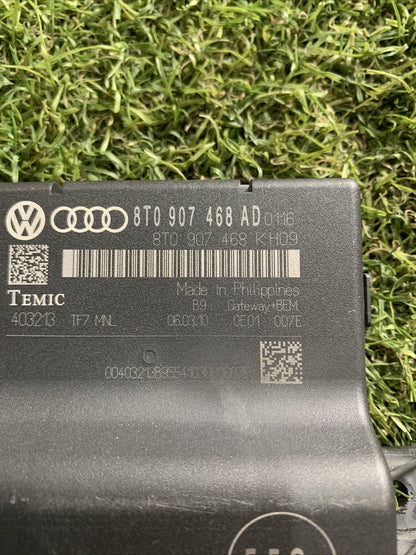 8T0 907 468 AD 0116
8T0 907 468 KH09
Made in Philippines
TEMIC
B9 Gateway+BEM
403213 TF7 MNL 06.03.10 0E01 007E